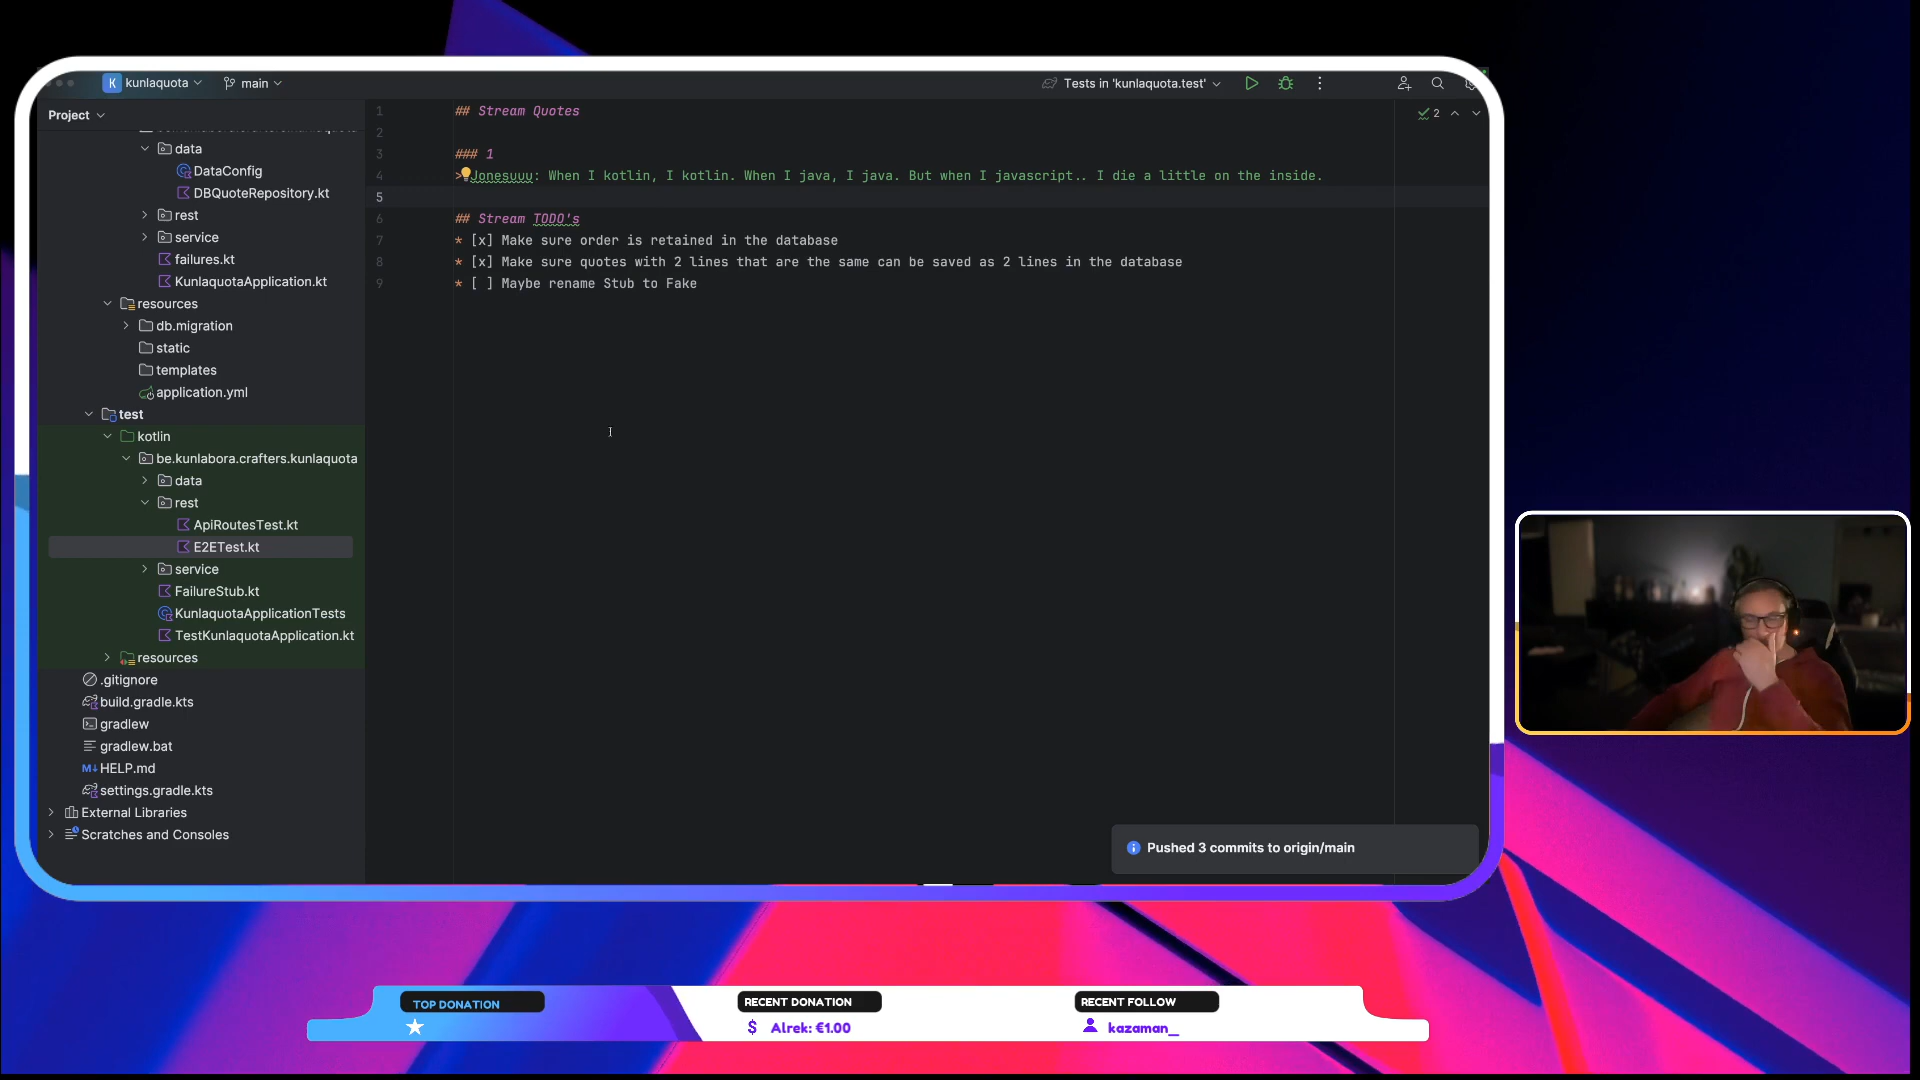 K kunlaquota
main
Tests in 'kunlaquota.test'
Project
data
DataConfig
DBQuoteRepository.kt
rest
service
failures.kt
KunlaquotaApplication.kt
resources
db.migration
static
templates
application.yml
test
kotlin
be.kunlabora.crafters.kunlaquota
data
rest
ApiRoutesTest.kt
E2ETest.kt
service
FailureStub.kt
KunlaquotaApplicationTests
TestKunlaquotaApplication.kt
resources
.gitignore
build.gradle.kts
gradlew
gradlew.bat
M↓ HELP.md
settings.gradle.kts
External Libraries
Scratches and Consoles
1 ## Stream Quotes
2
3 ### 1
4 > Jonesuuu: When I kotlin, I kotlin. When I java, I java. But when I javascript.. I die a little on the inside.
5
6 ## Stream TODO's
7 * [x] Make sure order is retained in the database
8 * [x] Make sure quotes with 2 lines that are the same can be saved as 2 lines in the database
9 * [ ] Maybe rename Stub to Fake
2
Pushed 3 commits to origin/main
TOP DONATION
RECENT DONATION
$ Alrek: €1.00
RECENT FOLLOW
kazaman__